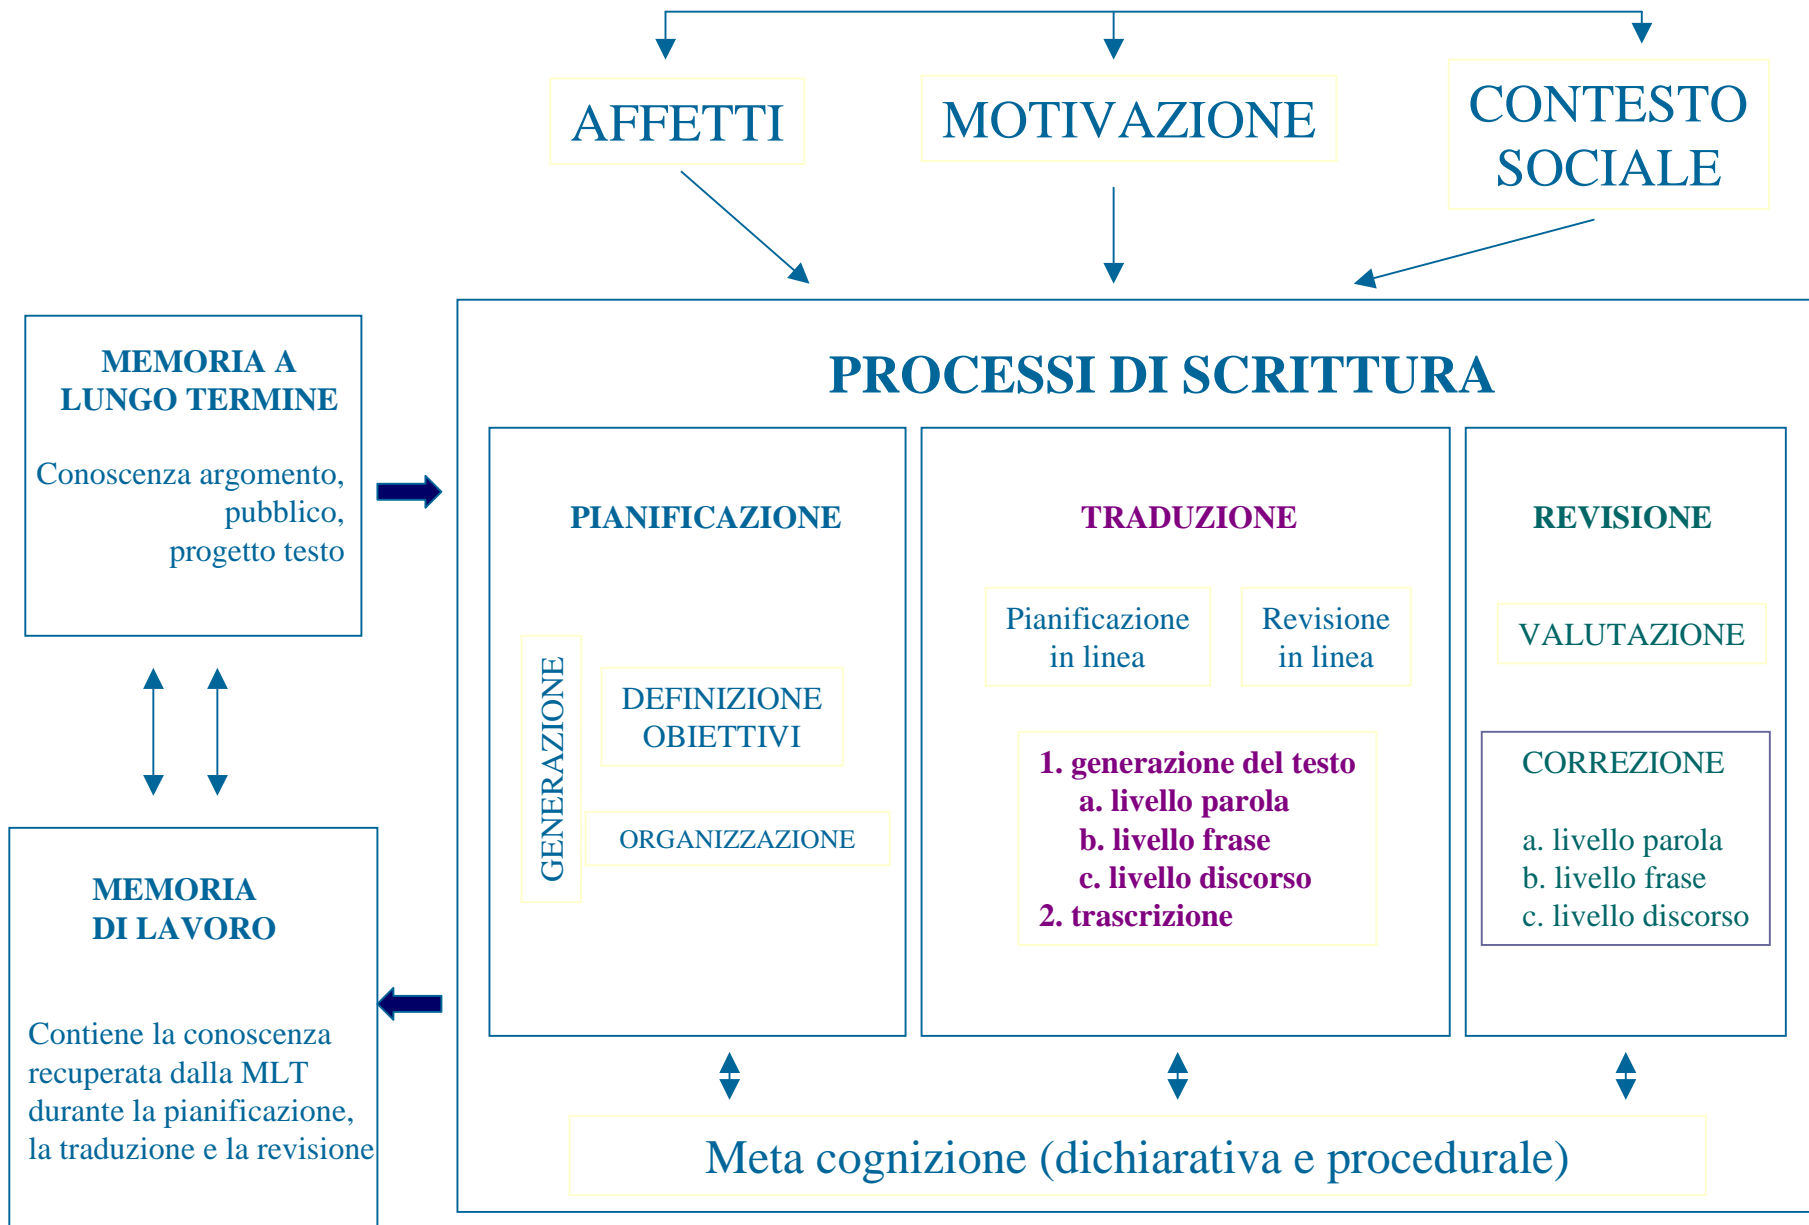 AFFETTI
MOTIVAZIONE
CONTESTO
SOCIALE
MEMORIA A
LUNGO TERMINE
Conoscenza argomento,
pubblico,
progetto testo
MEMORIA
DI LAVORO
Contiene la conoscenza
recuperata dalla MLT
durante la pianificazione,
la traduzione e la revisione
PROCESSI DI SCRITTURA
PIANIFICAZIONE
GENERAZIONE
DEFINIZIONE
OBIETTIVI
ORGANIZZAZIONE
TRADUZIONE
Pianificazione
in linea
Revisione
in linea
1. generazione del testo
a. livello parola
b. livello frase
c. livello discorso
2. trascrizione
REVISIONE
VALUTAZIONE
CORREZIONE
a. livello parola
b. livello frase
c. livello discorso
Meta cognizione (dichiarativa e procedurale)